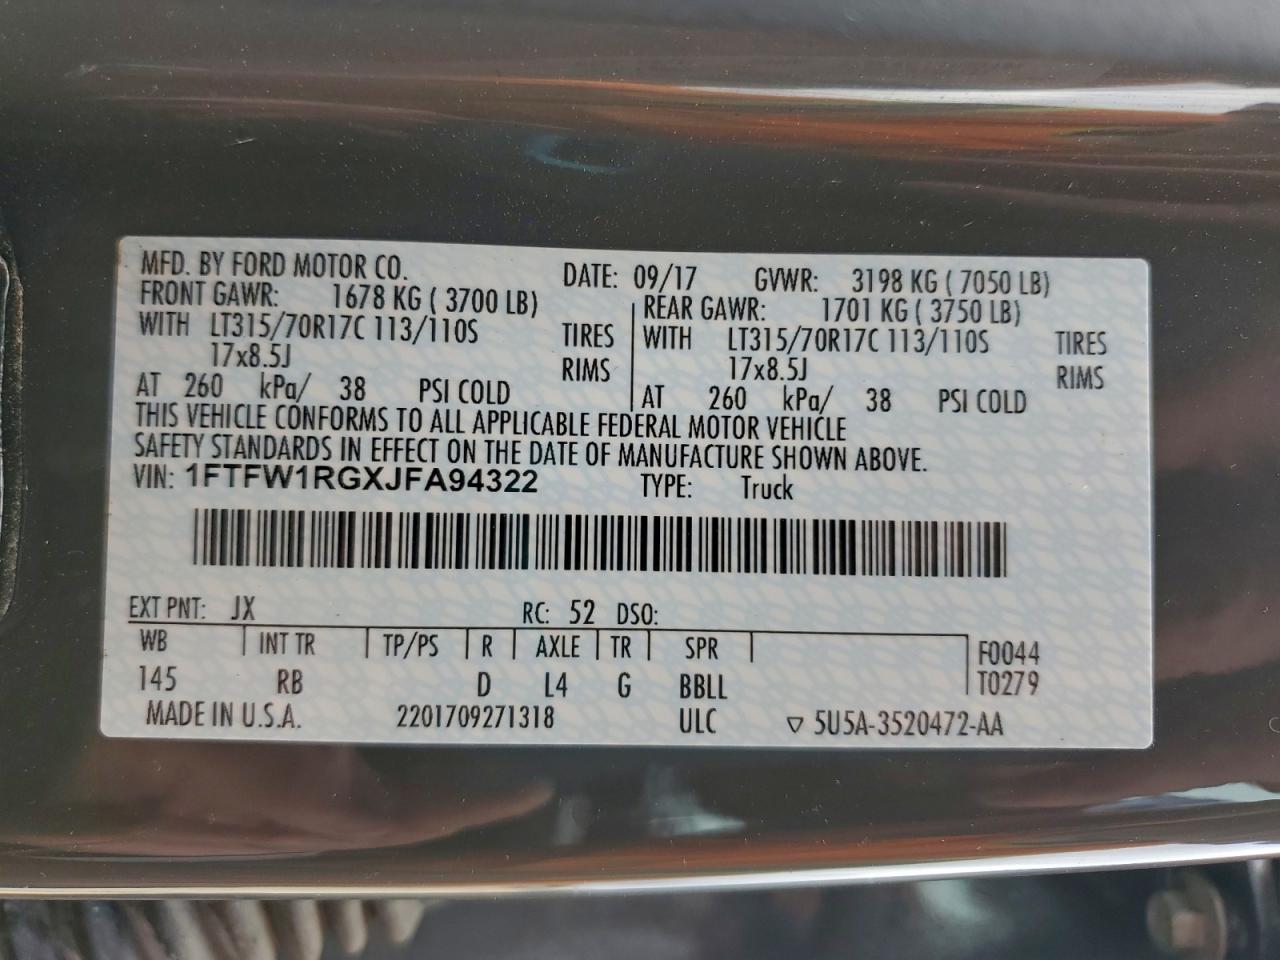 MFD. BY FORD MOTOR CO. DATE: 09/17 GVWR: 3198 KG ( 7050 LB)
FRONT GAWR: 1678 KG ( 3700 LB) REAR GAWR: 1701 KG ( 3750 LB)
WITH LT315/70R17C 113/110S TIRES WITH LT315/70R17C 113/110S TIRES
17x8.5J RIMS 17x8.5J RIMS
AT 260 kPa/ 38 PSI COLD AT 260 kPa/ 38 PSI COLD
THIS VEHICLE CONFORMS TO ALL APPLICABLE FEDERAL MOTOR VEHICLE
SAFETY STANDARDS IN EFFECT ON THE DATE OF MANUFACTURE SHOWN ABOVE.
VIN: 1FTFW1RGXJFA94322 TYPE: Truck
EXT PNT: JX RC: 52 DSO:
WB INT TR TP/PS R AXLE TR SPR F0044
145 RB D L4 G BBLL T0279
MADE IN U.S.A. 2201709271318 ULC ▽ 5U5A-3520472-AA